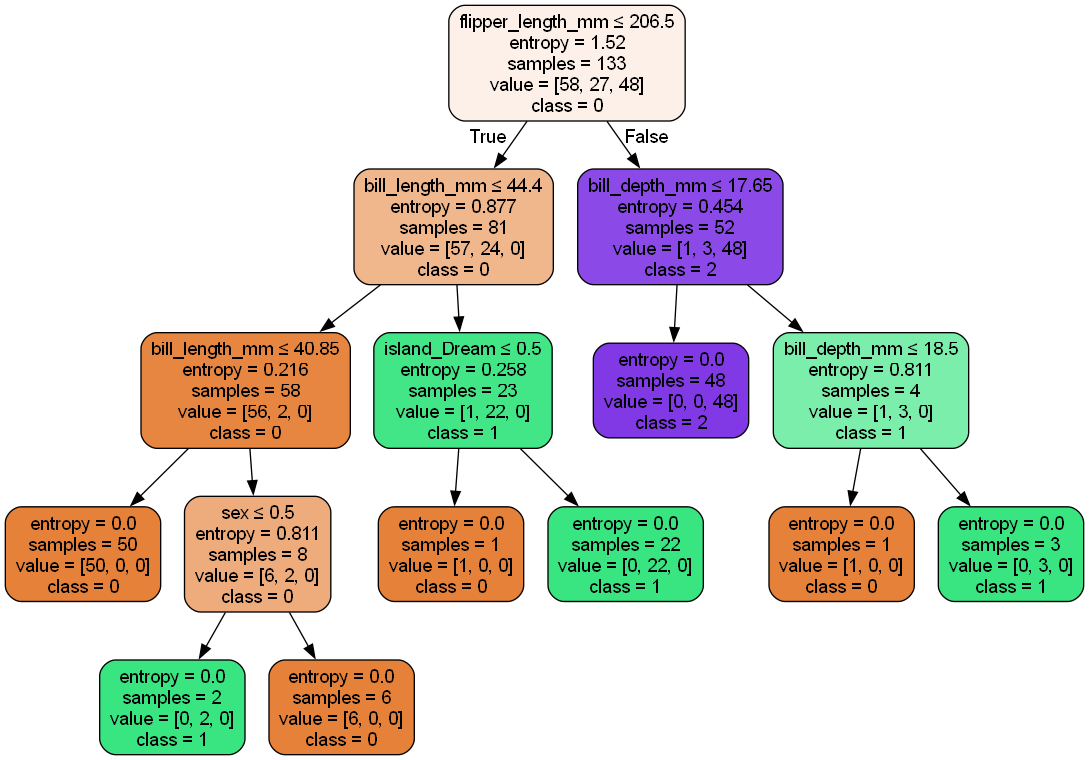 flipper_length_mm ≤ 206.5
entropy = 1.52
samples = 133
value = [58, 27, 48]
class = 0
True
False
bill_length_mm ≤ 44.4
entropy = 0.877
samples = 81
value = [57, 24, 0]
class = 0
bill_depth_mm ≤ 17.65
entropy = 0.454
samples = 52
value = [1, 3, 48]
class = 2
bill_length_mm ≤ 40.85
entropy = 0.216
samples = 58
value = [56, 2, 0]
class = 0
island_Dream ≤ 0.5
entropy = 0.258
samples = 23
value = [1, 22, 0]
class = 1
entropy = 0.0
samples = 48
value = [0, 0, 48]
class = 2
bill_depth_mm ≤ 18.5
entropy = 0.811
samples = 4
value = [1, 3, 0]
class = 1
entropy = 0.0
samples = 50
value = [50, 0, 0]
class = 0
sex ≤ 0.5
entropy = 0.811
samples = 8
value = [6, 2, 0]
class = 0
entropy = 0.0
samples = 1
value = [1, 0, 0]
class = 0
entropy = 0.0
samples = 22
value = [0, 22, 0]
class = 1
entropy = 0.0
samples = 1
value = [1, 0, 0]
class = 0
entropy = 0.0
samples = 3
value = [0, 3, 0]
class = 1
entropy = 0.0
samples = 2
value = [0, 2, 0]
class = 1
entropy = 0.0
samples = 6
value = [6, 0, 0]
class = 0